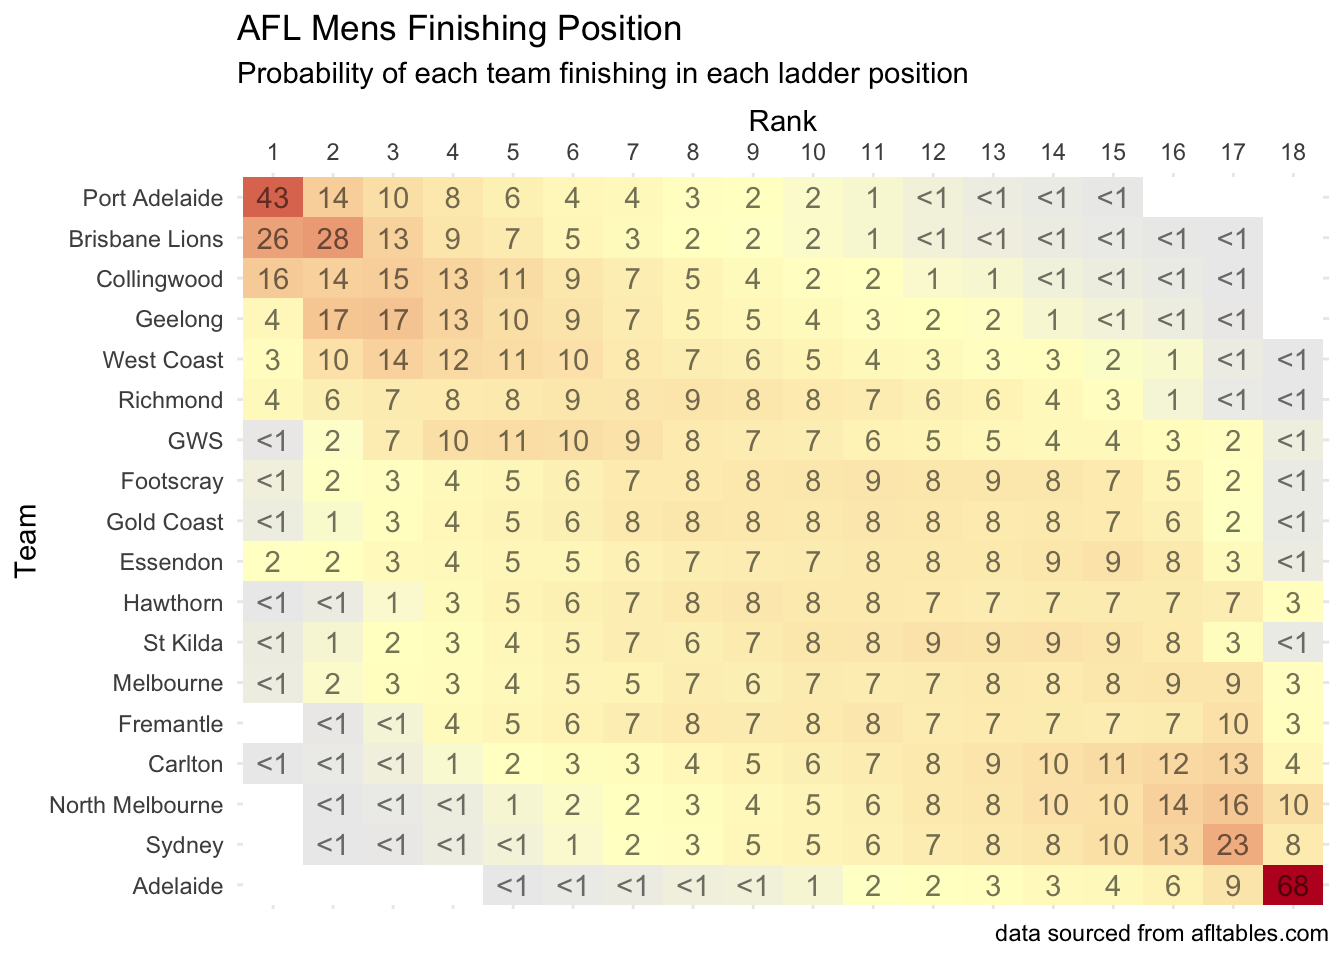 AFL Mens Finishing Position
Probability of each team finishing in each ladder position
Rank
1 2 3 4 5 6 7 8 9 10 11 12 13 14 15 16 17 18
Team
Port Adelaide 43 14 10 8 6 4 4 3 2 2 1 <1 <1 <1 <1
Brisbane Lions 26 28 13 9 7 5 3 2 2 2 1 <1 <1 <1 <1 <1 <1
Collingwood 16 14 15 13 11 9 7 5 4 2 2 1 1 <1 <1 <1 <1
Geelong 4 17 17 13 10 9 7 5 5 4 3 2 2 1 <1 <1 <1
West Coast 3 10 14 12 11 10 8 7 6 5 4 3 3 3 2 1 <1 <1
Richmond 4 6 7 8 8 9 8 9 8 8 7 6 6 4 3 1 <1 <1
GWS <1 2 7 10 11 10 9 8 7 7 6 5 5 4 4 3 2 <1
Footscray <1 2 3 4 5 6 7 8 8 8 9 8 9 8 7 5 2 <1
Gold Coast <1 1 3 4 5 6 8 8 8 8 8 8 8 8 7 6 2 <1
Essendon 2 2 3 4 5 5 6 7 7 7 8 8 8 9 9 8 3 <1
Hawthorn <1 <1 1 3 5 6 7 8 8 8 8 7 7 7 7 7 7 3
St Kilda <1 1 2 3 4 5 7 6 7 8 8 9 9 9 9 8 3 <1
Melbourne <1 2 3 3 4 5 5 7 6 7 7 7 8 8 8 9 9 3
Fremantle <1 <1 4 5 6 7 8 7 8 8 7 7 7 7 7 10 3
Carlton <1 <1 <1 1 2 3 3 4 5 6 7 8 9 10 11 12 13 4
North Melbourne <1 <1 <1 1 2 2 3 4 5 6 8 8 10 10 14 16 10
Sydney <1 <1 <1 <1 1 2 3 5 5 6 7 8 8 10 13 23 8
Adelaide <1 <1 <1 <1 <1 1 2 2 3 3 4 6 9 68
data sourced from afltables.com